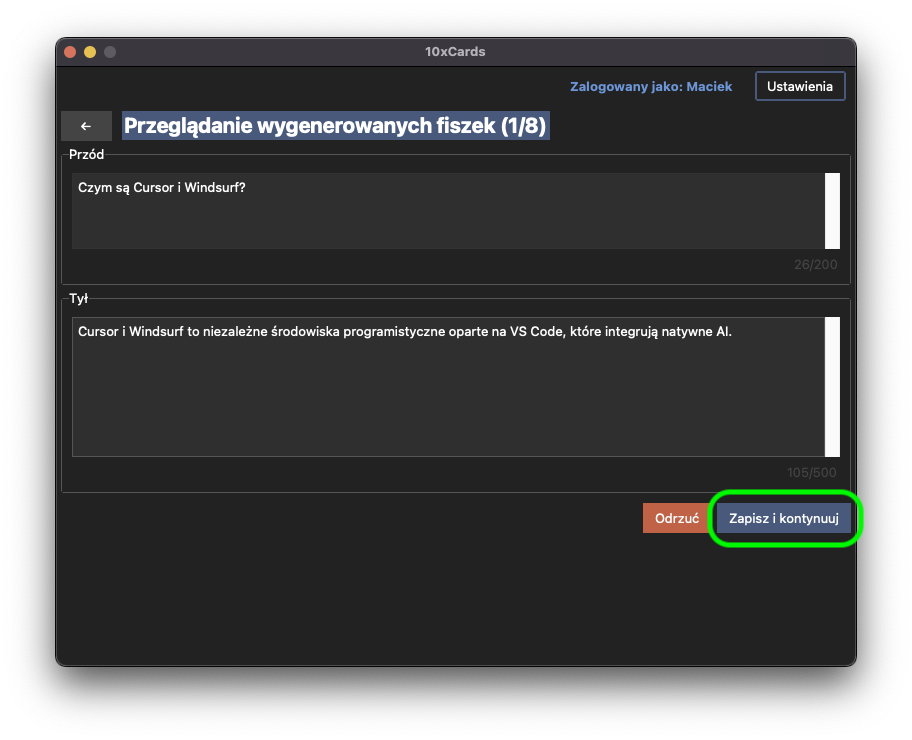 10xCards
Zalogowany jako: Maciek
Ustawienia
← Przeglądanie wygenerowanych fiszek (1/8)
Przód
Czym są Cursor i Windsurf?
26/200
Tył
Cursor i Windsurf to niezależne środowiska programistyczne oparte na VS Code, które integrują natywne AI.
105/500
Odrzuć
Zapisz i kontynuuj